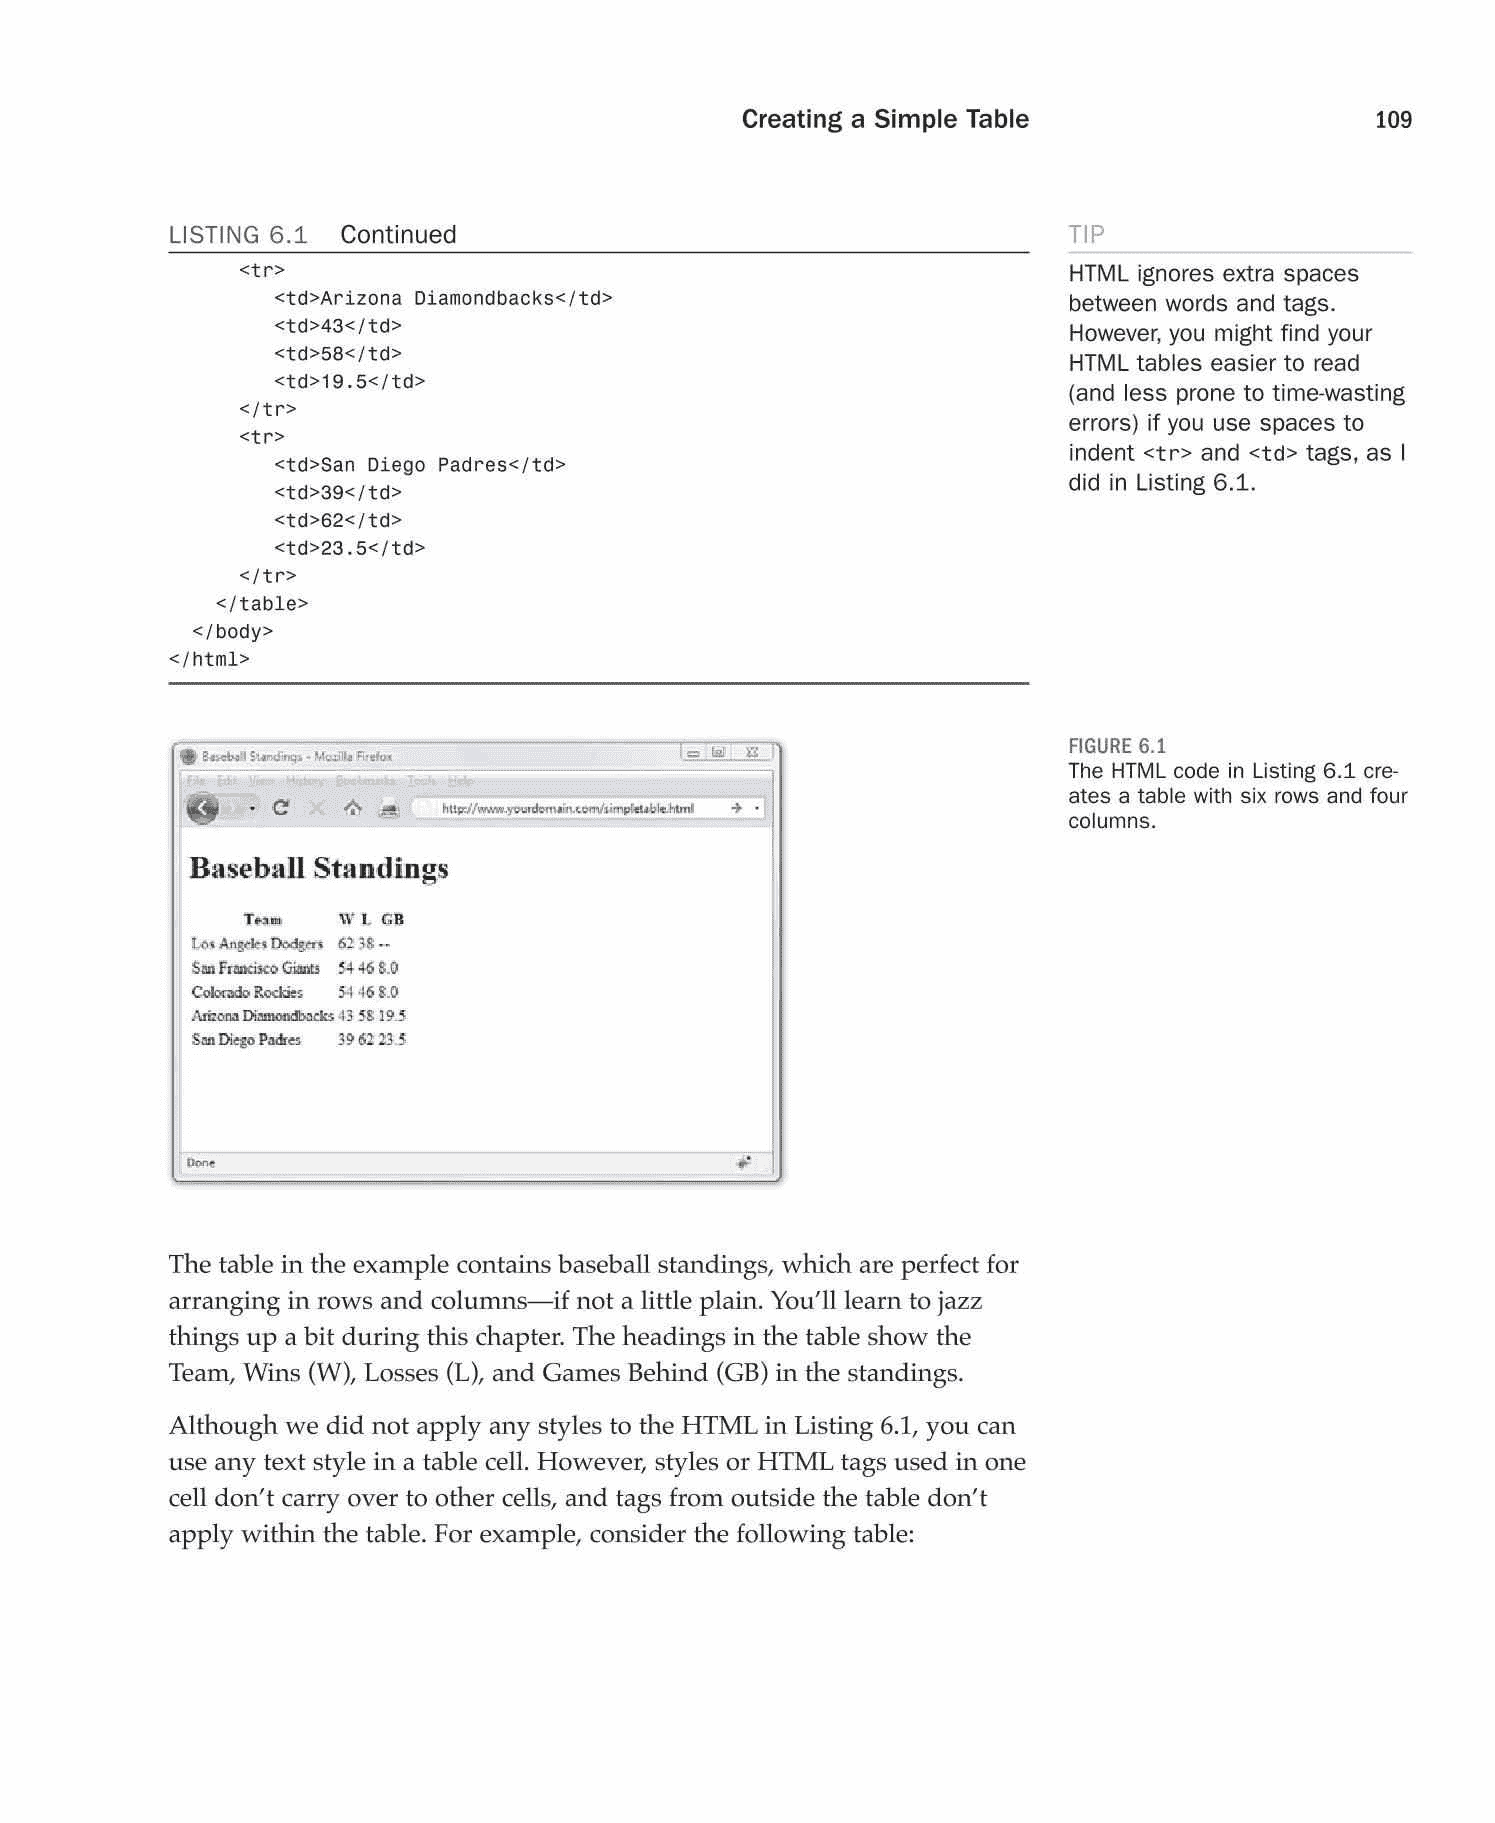 Creating a Simple Table 109
LISTING 6.1 Continued
<tr>
<td>Arizona Diamondbacks</td>
<td>43</td>
<td>58</td>
<td>19.5</td>
</tr>
<tr>
<td>San Diego Padres</td>
<td>39</td>
<td>62</td>
<td>23.5</td>
</tr>
</table>
</body>
</html>
TIP
HTML ignores extra spaces
between words and tags.
However, you might find your
HTML tables easier to read
(and less prone to time-wasting
errors) if you use spaces to
indent <tr> and <td> tags, as I
did in Listing 6.1.
Baseball Standings - Mozilla Firefox
File Edit View History Bookmarks Tools Help
http://www.yourdomain.com/simpletable.html
Baseball Standings
Team W L GB
Los Angeles Dodgers 62 38 --
San Francisco Giants 54 46 8.0
Colorado Rockies 54 46 8.0
Arizona Diamondbacks 43 58 19.5
San Diego Padres 39 62 23.5
Done
FIGURE 6.1
The HTML code in Listing 6.1 cre-
ates a table with six rows and four
columns.
The table in the example contains baseball standings, which are perfect for
arranging in rows and columns—if not a little plain. You’ll learn to jazz
things up a bit during this chapter. The headings in the table show the
Team, Wins (W), Losses (L), and Games Behind (GB) in the standings.
Although we did not apply any styles to the HTML in Listing 6.1, you can
use any text style in a table cell. However, styles or HTML tags used in one
cell don’t carry over to other cells, and tags from outside the table don’t
apply within the table. For example, consider the following table: